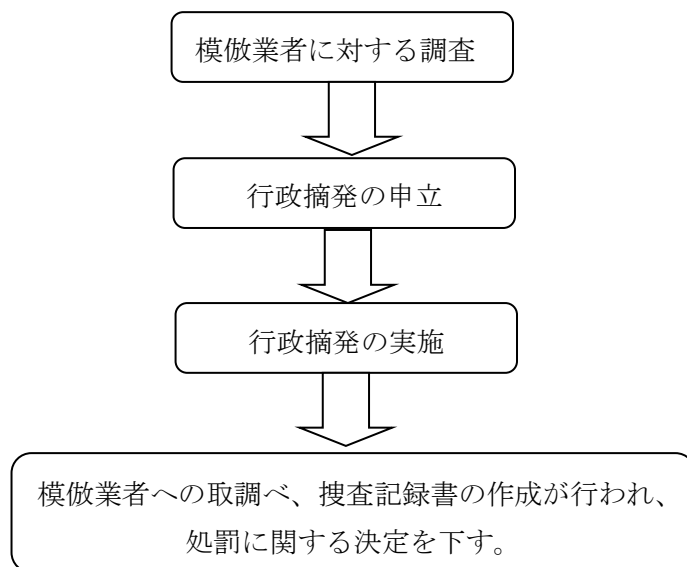 模倣業者に対する調査
行政摘発の申立
行政摘発の実施
模倣業者への取調べ、捜査記録書の作成が行われ、
処罰に関する決定を下す。